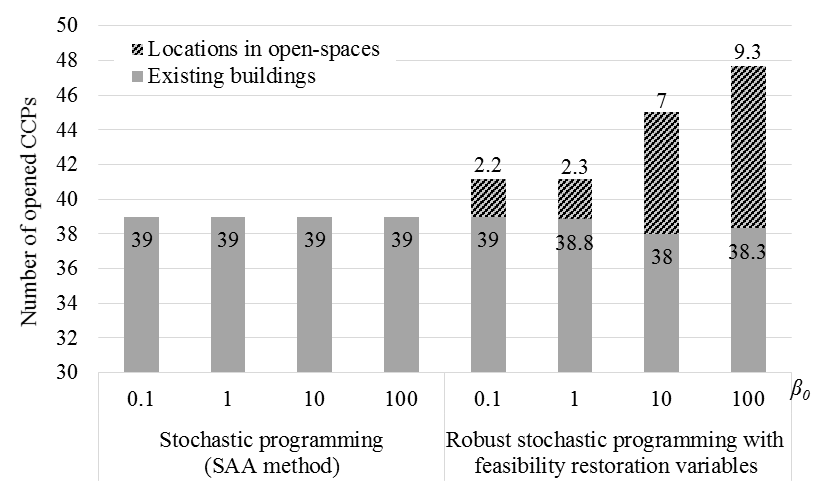 50
48
46
44
42
40
38
36
34
32
30
Number of opened CCPs
Locations in open-spaces
Existing buildings
39
39
39
39
2.2
39
2.3
38.8
7
38
9.3
38.3
0.1 1 10 100 0.1 1 10 100 β0
Stochastic programming
(SAA method)
Robust stochastic programming with
feasibility restoration variables